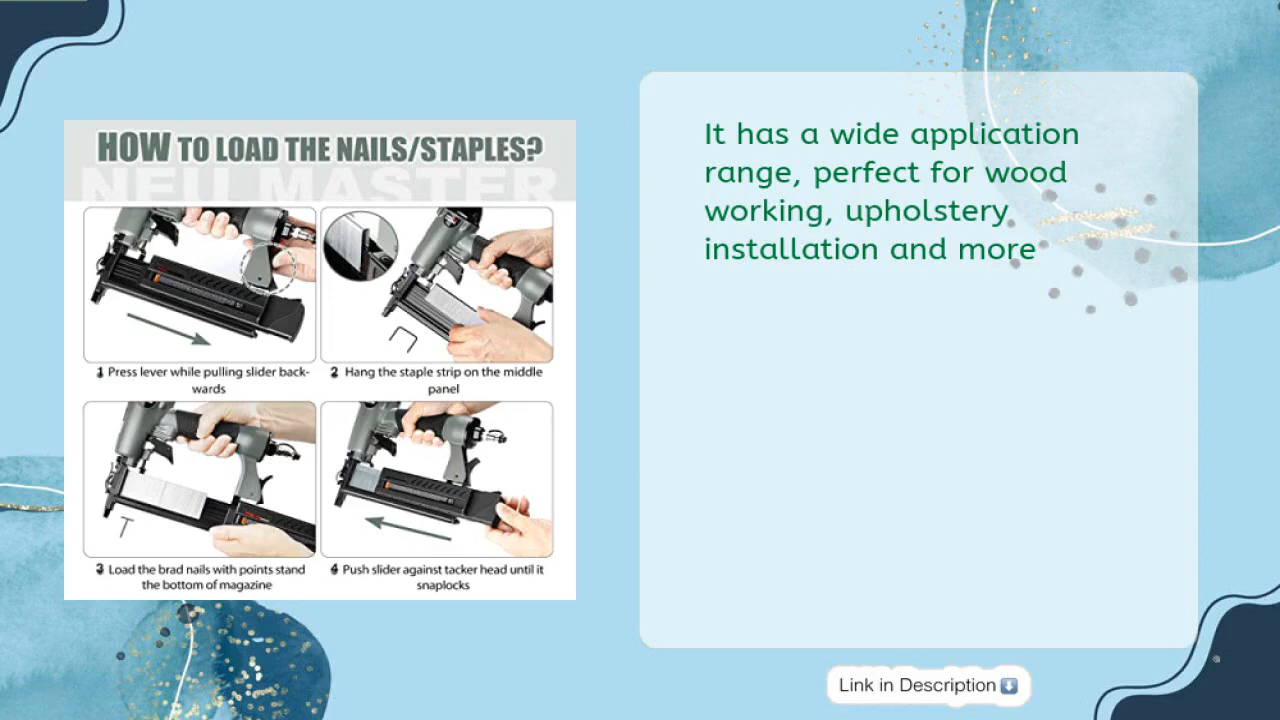 HOW TO LOAD THE NAILS/STAPLES?
NEU MASTER
1 Press lever while pulling slider back-
wards
2 Hang the staple strip on the middle
panel
3 Load the brad nails with points stand
the bottom of magazine
4 Push slider against tacker head until it
snaplocks
It has a wide application
range, perfect for wood
working, upholstery
installation and more
Link in Description ⬇️